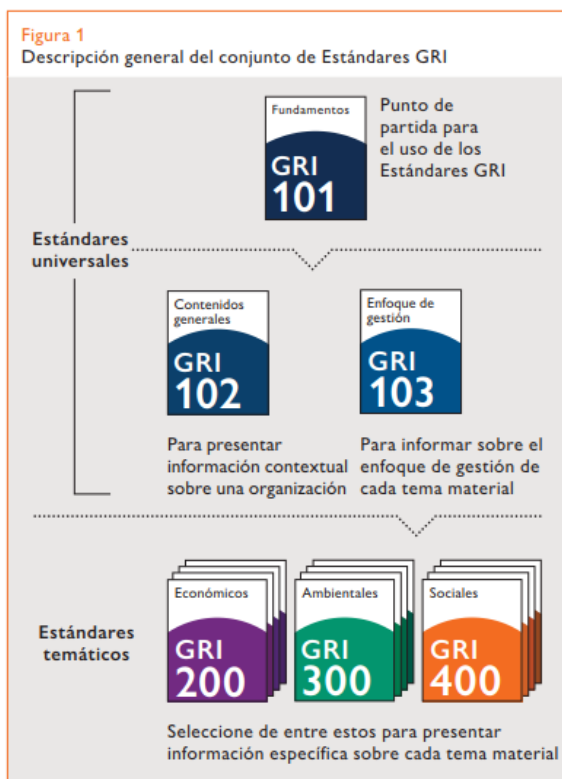 Figura 1
Descripción general del conjunto de Estándares GRI
Fundamentos
GRI
101
Punto de
partida para
el uso de los
Estándares GRI
Estándares
universales
Contenidos
generales
GRI
102
Enfoque de
gestión
GRI
103
Para presentar
información contextual
sobre una organización
Para informar sobre el
enfoque de gestión de
cada tema material
Estándares
temáticos
Económicos
GRI
200
Ambientales
GRI
300
Sociales
GRI
400
Seleccione de entre estos para presentar
información específica sobre cada tema material